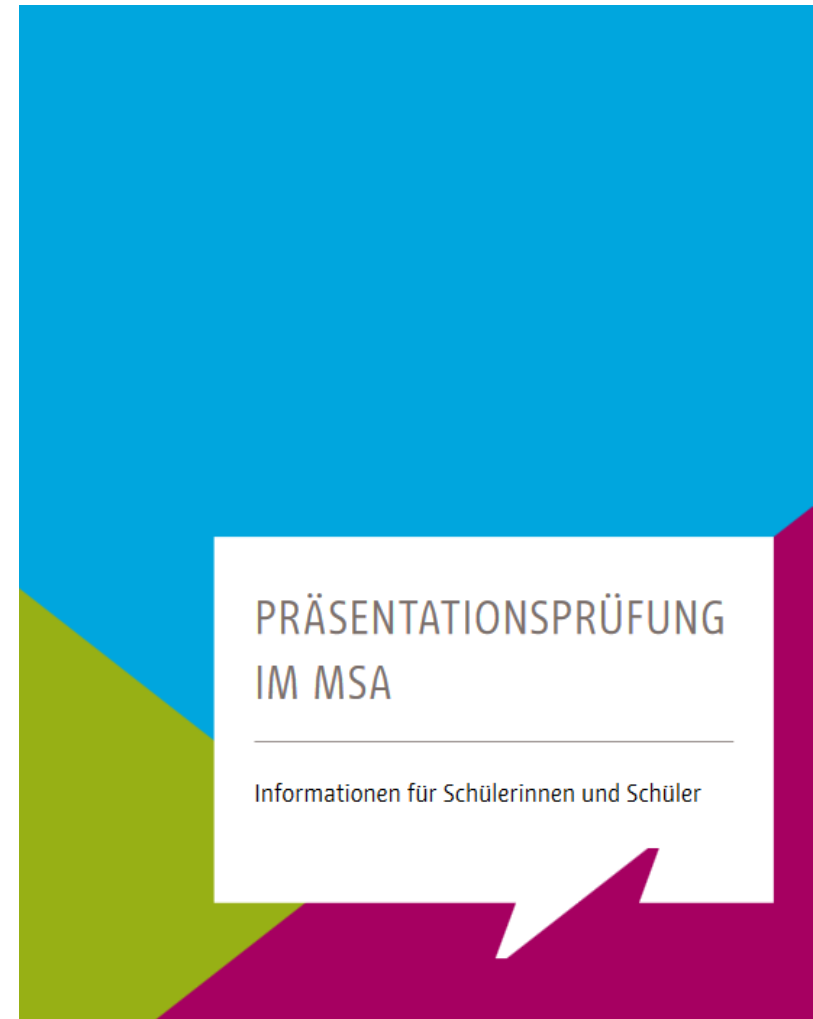 PRÄSENTATIONSPRÜFUNG
IM MSA
Informationen für Schülerinnen und Schüler